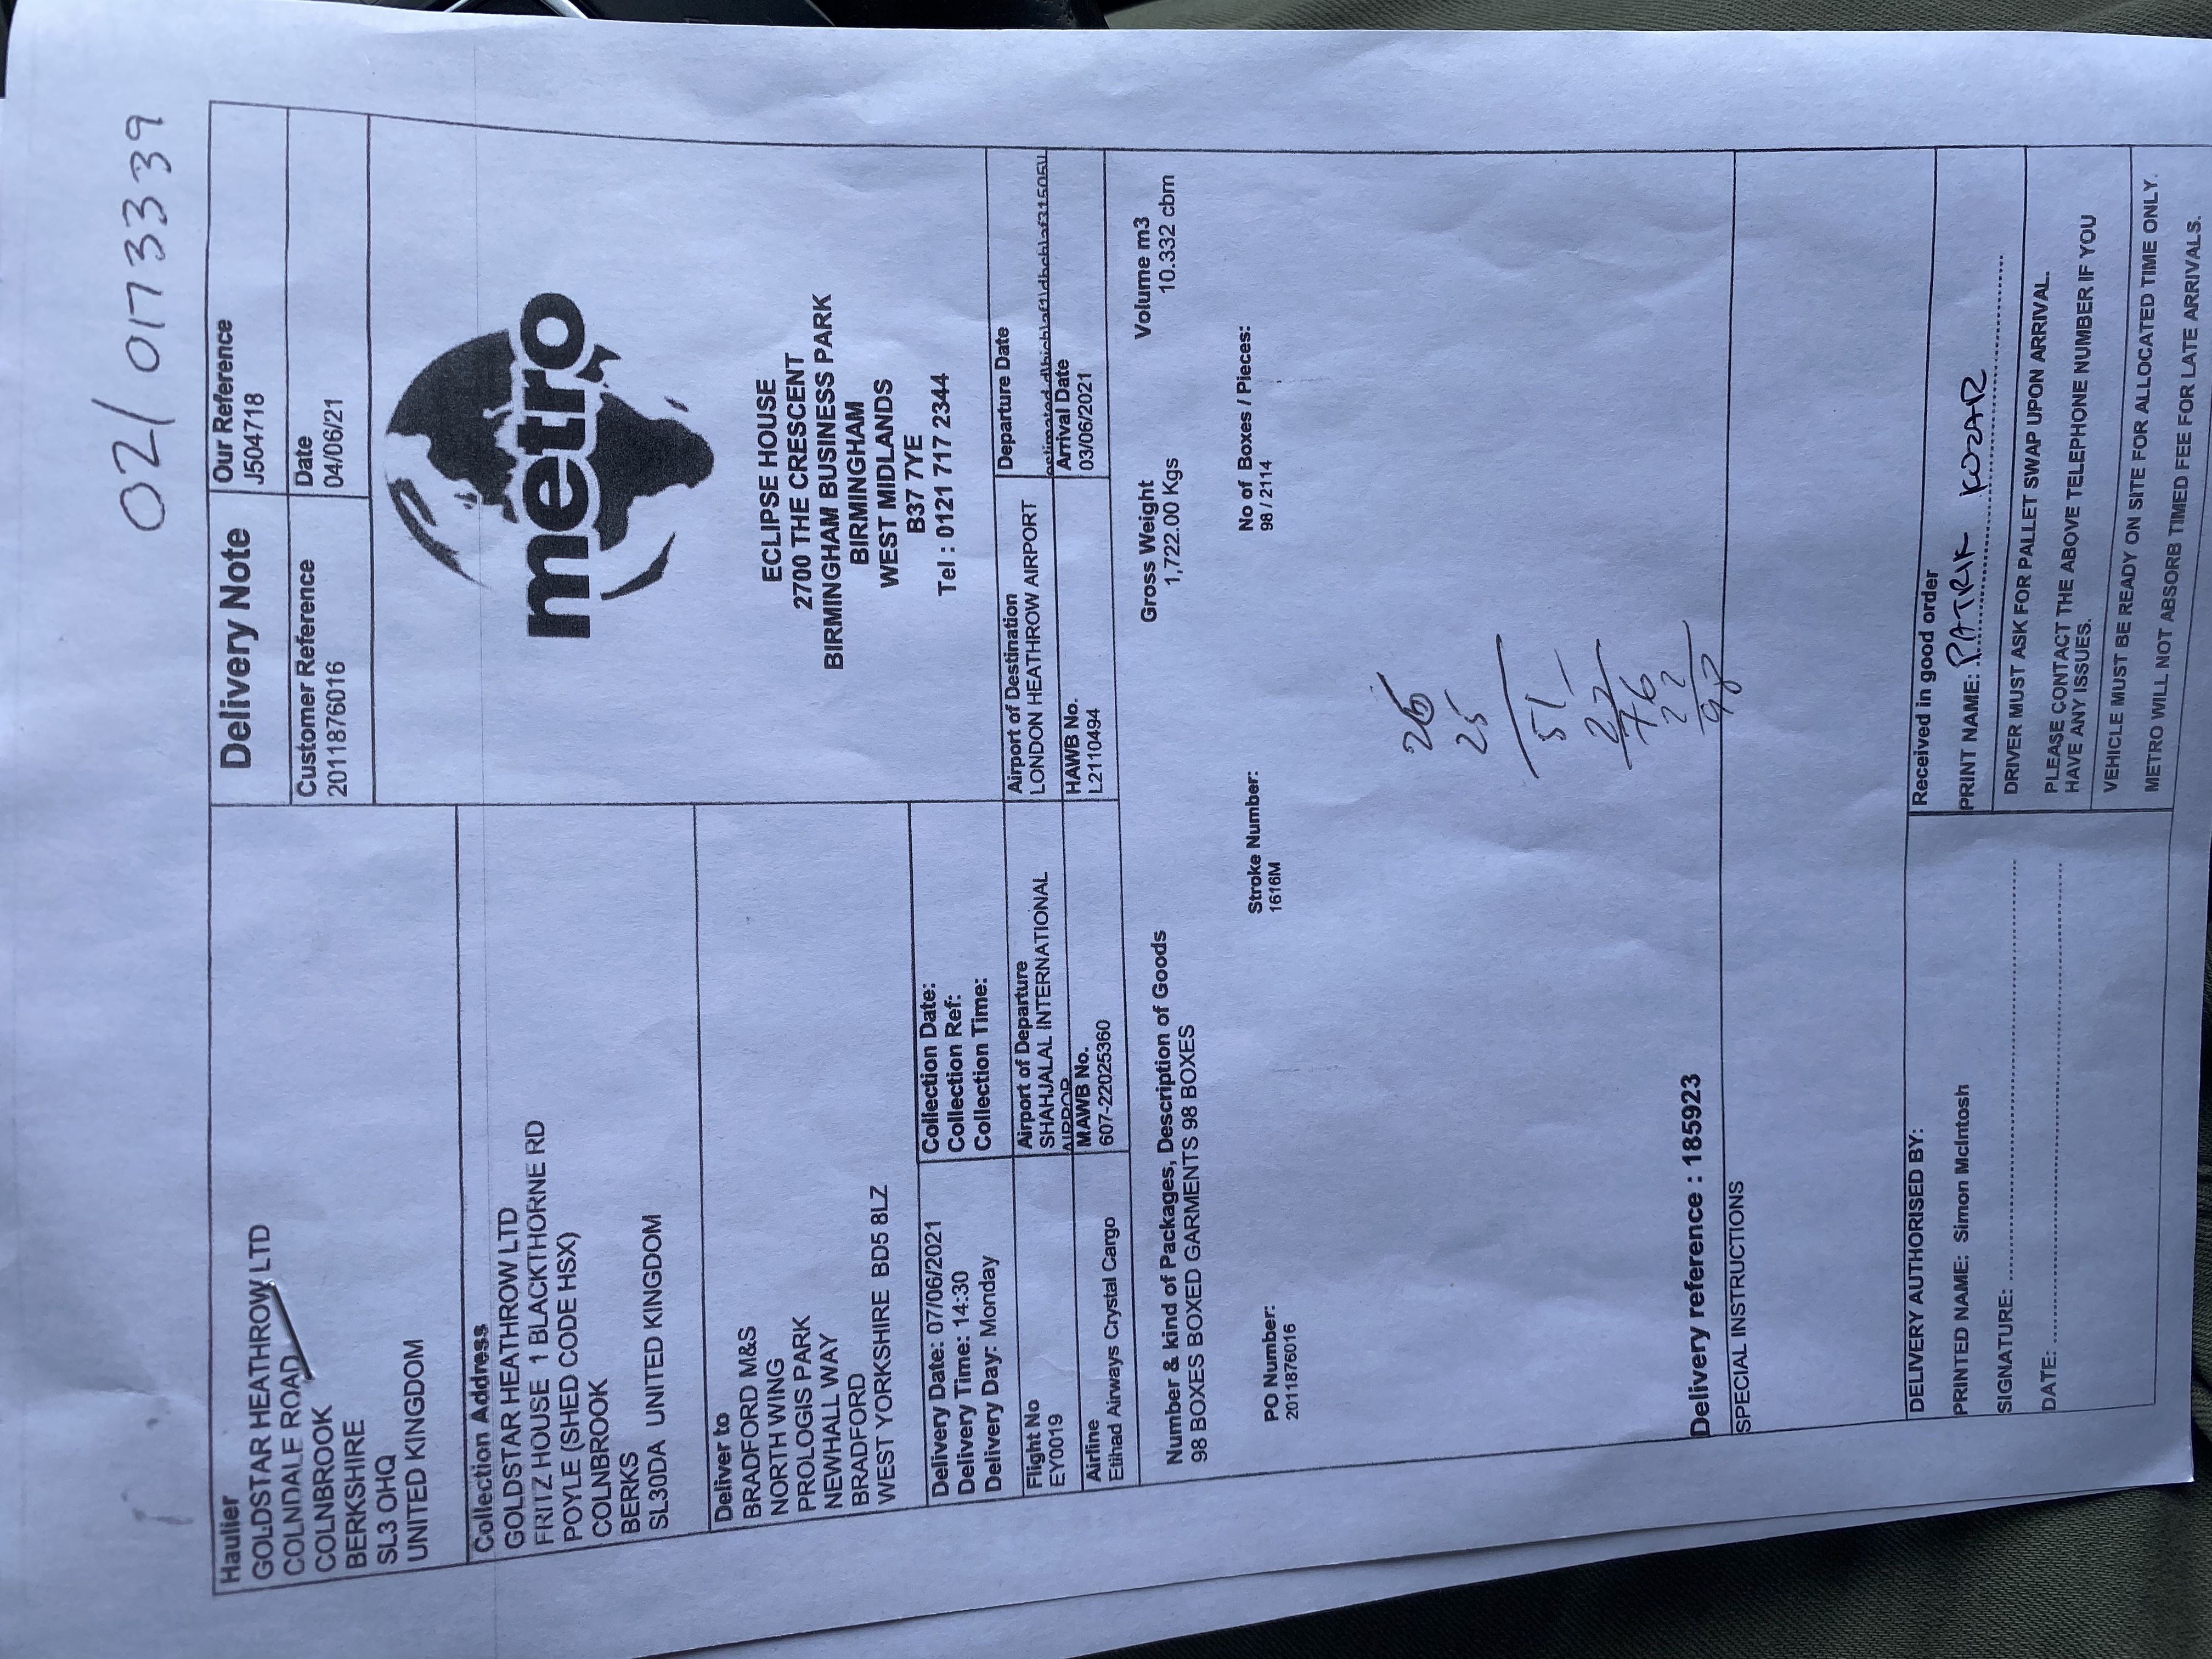 02/0173339
Haulier
GOLDSTAR HEATHROW LTD
COLNDALE ROAD
COLNBROOK
BERKSHIRE
SL3 OHQ
UNITED KINGDOM
Delivery Note
Our Reference
J504718
Customer Reference
2011876016
Date
04/06/21
Collection Address
GOLDSTAR HEATHROW LTD
FRITZ HOUSE 1 BLACKTHORNE RD
POYLE (SHED CODE HSX)
COLNBROOK
BERKS
SL30DA UNITED KINGDOM
metro
Deliver to
BRADFORD M&S
NORTH WING
PROLOGIS PARK
NEWHALL WAY
BRADFORD
WEST YORKSHIRE BD5 8LZ
ECLIPSE HOUSE
2700 THE CRESCENT
BIRMINGHAM BUSINESS PARK
BIRMINGHAM
WEST MIDLANDS
B37 7YE
Tel : 0121 717 2344
Delivery Date: 07/06/2021
Delivery Time: 14:30
Delivery Day: Monday
Collection Date:
Collection Ref:
Collection Time:
Flight No
EY0019
Airport of Departure
SHAHJALAL INTERNATIONAL
AIRPOR
Airport of Destination
LONDON HEATHROW AIRPORT
Departure Date
estimated
Airline
Etihad Airways Crystal Cargo
MAWB No.
607-22025360
HAWB No.
L2110494
Arrival Date
03/06/2021
Number & kind of Packages, Description of Goods
98 BOXES BOXED GARMENTS 98 BOXES
Gross Weight
1,722.00 Kgs
Volume m3
10.332 cbm
PO Number:
2011876016
Stroke Number:
1616M
No of Boxes / Pieces:
98 / 2114
26
25
51
76
22
98
Delivery reference : 185923
SPECIAL INSTRUCTIONS
DELIVERY AUTHORISED BY:
PRINTED NAME: Simon McIntosh
SIGNATURE:
DATE:
Received in good order
PRINT NAME: PATRIK KOZAR
DRIVER MUST ASK FOR PALLET SWAP UPON ARRIVAL.
PLEASE CONTACT THE ABOVE TELEPHONE NUMBER IF YOU
HAVE ANY ISSUES.
VEHICLE MUST BE READY ON SITE FOR ALLOCATED TIME ONLY.
METRO WILL NOT ABSORB TIMED FEE FOR LATE ARRIVALS.